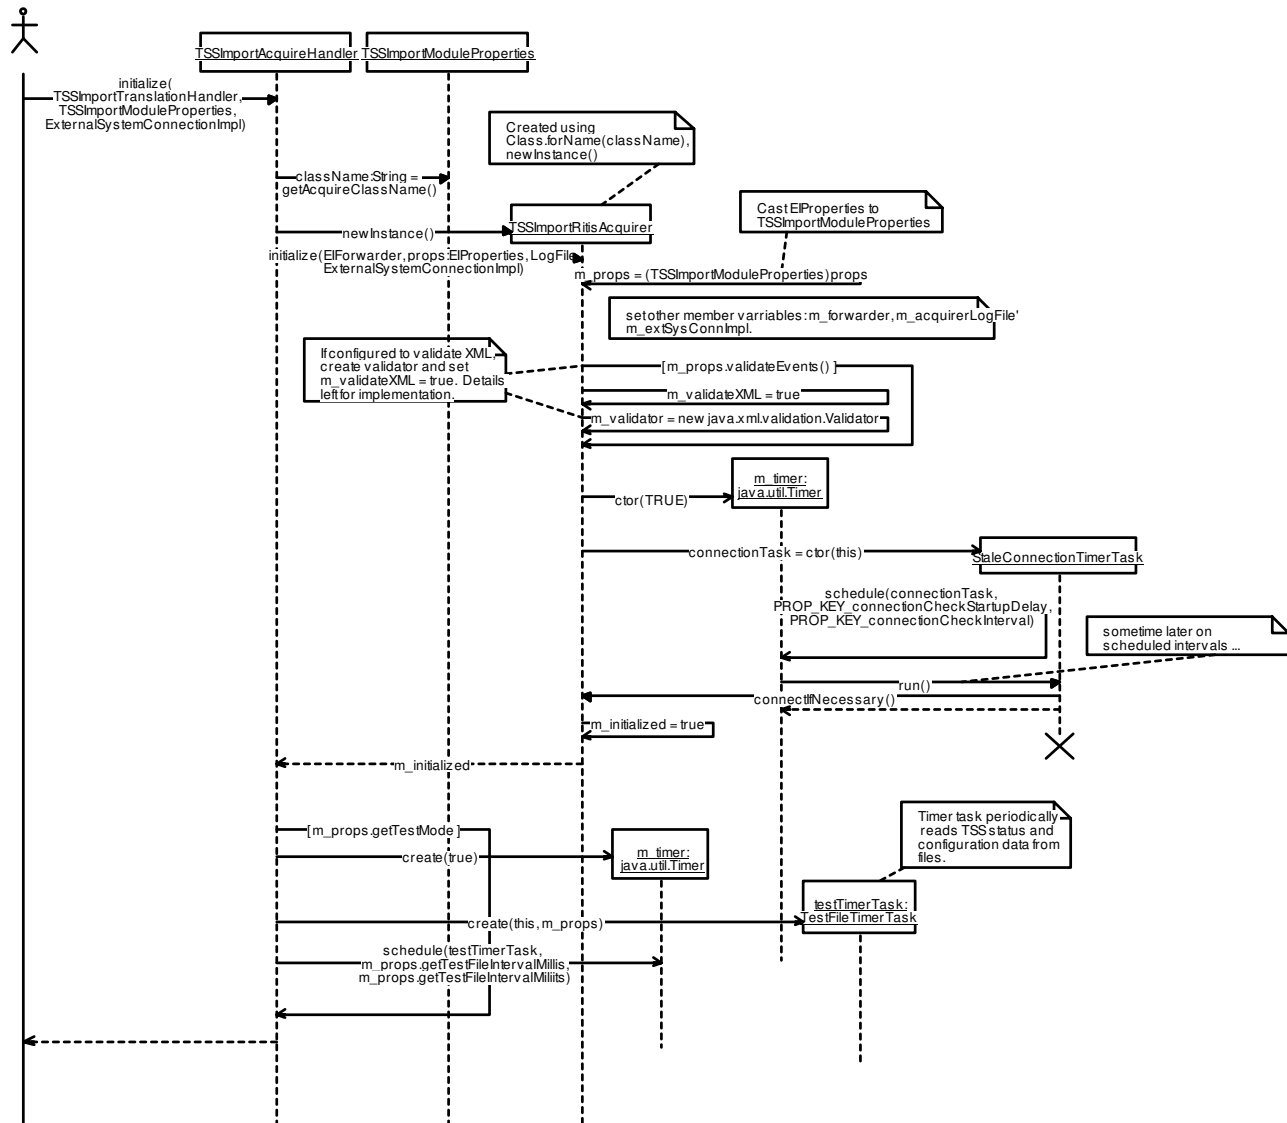 TSSImportAcquireHandler
TSSImportModuleProperties
initialize(
TSSImportTranslationHandler,
TSSImportModuleProperties,
ExternalSystemConnectionImpl)
Created using
Class.forName(className),
newInstance()
className:String =
getAcquireClassName()
newInstance()
TSSImportRitisAcquirer
Cast EIProperties to
TSSImportModuleProperties
initialize(EIForwarder, props:EIProperties, LogFile,
ExternalSystemConnectionImpl)
m_props = (TSSImportModuleProperties)props
set other member varriables: m_forwarder, m_acquirerLogFile'
m_extSysConnImpl.
If configured to validate XML,
create validator and set
m_validateXML = true. Details
left for implementation.
[ m_props.validateEvents() ]
m_validateXML = true
m_validator = new java.xml.validation.Validator
m_timer:
java.util.Timer
ctor(TRUE)
connectionTask = ctor(this)
StaleConnectionTimerTask
schedule(connectionTask,
PROP_KEY_connectionCheckStartupDelay,
PROP_KEY_connectionCheckInterval)
sometime later on
scheduled intervals ...
run()
connectIfNecessary()
m_initialized = true
m_initialized
Timer task periodically
reads TSS status and
configuration data from
files.
[ m_props.getTestMode ]
create(true)
m_timer:
java.util.Timer
testTimerTask:
TestFileTimerTask
create(this, m_props)
schedule(testTimerTask,
m_props.getTestFileIntervalMillis,
m_props.getTestFileIntervalMiliits)